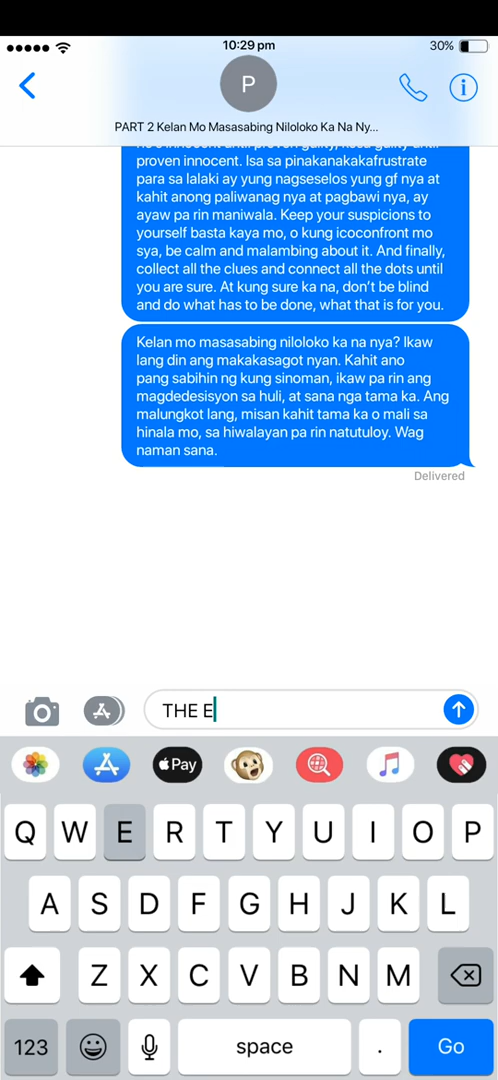 10:29 pm
30%
P
PART 2 Kelan Mo Masasabing Niloloko Ka Na Ny...
proven innocent. Isa sa pinakanakakafrustrate
para sa lalaki ay yung nagseselos yung gf nya at
kahit anong paliwanag nya at pagbawi nya, ay
ayaw pa rin maniwala. Keep your suspicions to
yourself basta kaya mo, o kung icoconfront mo
sya, be calm and malambing about it. And finally,
collect all the clues and connect all the dots until
you are sure. At kung sure ka na, don't be blind
and do what has to be done, what that is for you.
Kelan mo masasabing niloloko ka na nya? Ikaw
lang din ang makakasagot nyan. Kahit ano
pang sabihin ng kung sinoman, ikaw pa rin ang
magdedesisyon sa huli, at sana nga tama ka. Ang
malungkot lang, misan kahit tama ka o mali sa
hinala mo, sa hiwalayan pa rin natutuloy. Wag
naman sana.
Delivered
THE E
Pay
Q W E R T Y U I O P
A S D F G H J K L
Z X C V B N M
123 space . Go